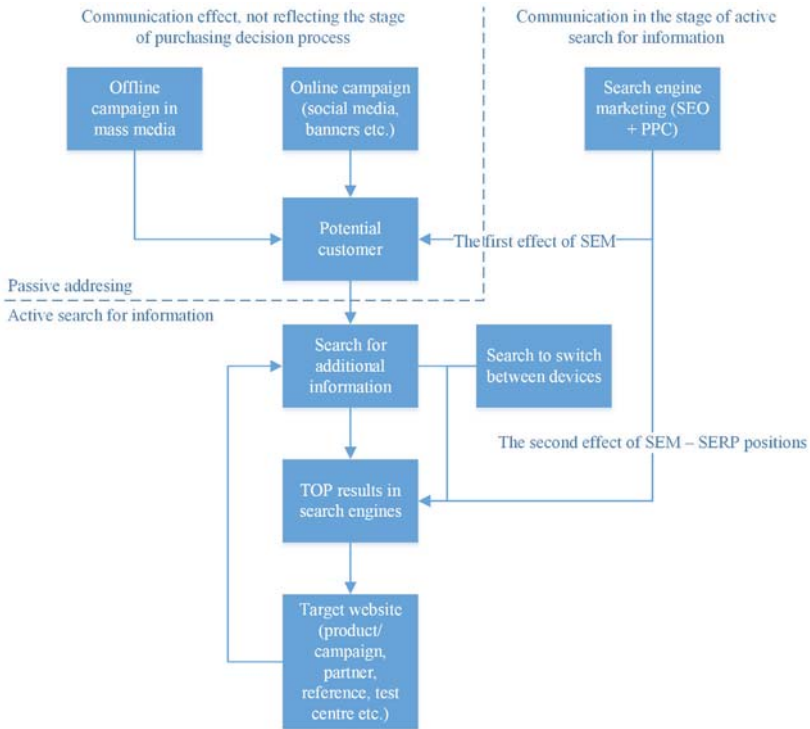 Communication effect, not reflecting the stage
of purchasing decision process
Communication in the stage of active
search for information
Offline
campaign in
mass media
Online campaign
(social media,
banners etc.)
Search engine
marketing (SEO
+ PPC)
Potential
customer
The first effect of SEM
Passive addresing
Active search for information
Search for
additional
information
Search to switch
between devices
The second effect of SEM – SERP positions
TOP results in
search engines
Target website
(product/
campaign,
partner,
reference, test
centre etc.)